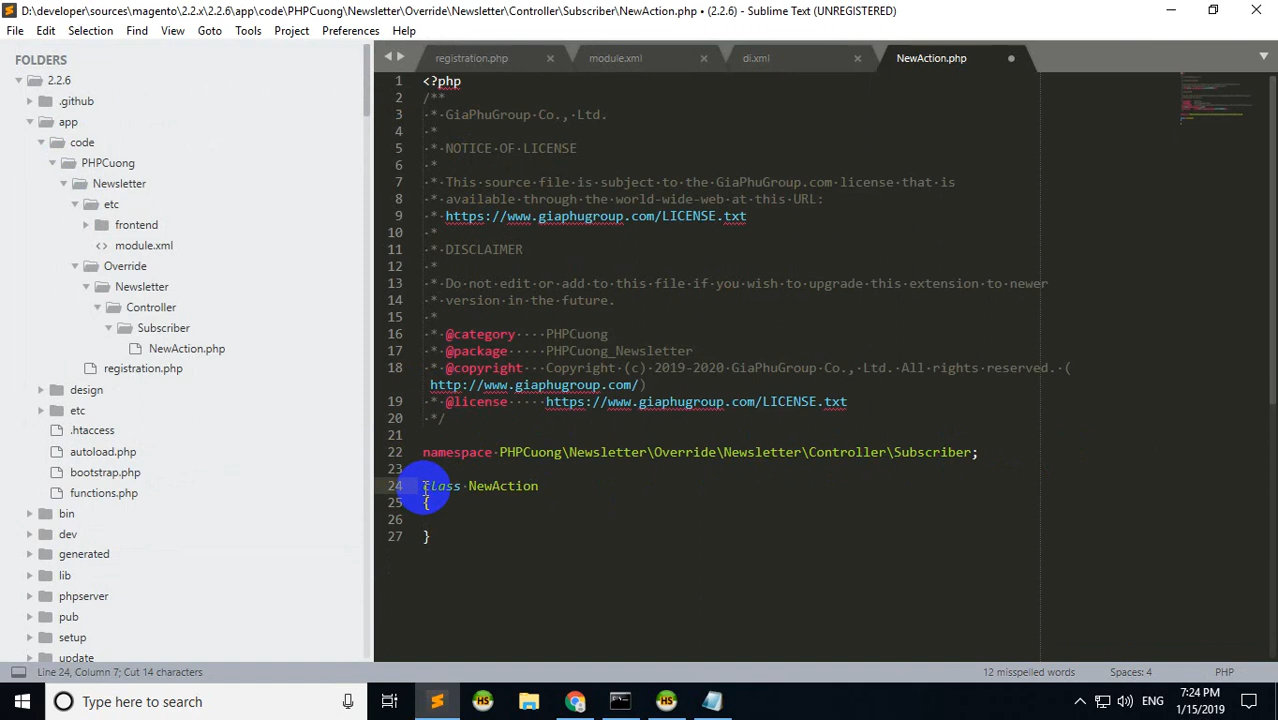 D:\developer\sources\magento\2.2.x\2.2.6\app\code\PHPCuong\Newsletter\Override\Newsletter\Controller\Subscriber\NewAction.php • (2.2.6) - Sublime Text (UNREGISTERED)
File Edit Selection Find View Goto Tools Project Preferences Help
FOLDERS
2.2.6
.github
app
code
PHPCuong
Newsletter
etc
frontend
module.xml
Override
Newsletter
Controller
Subscriber
NewAction.php
registration.php
design
etc
.htaccess
autoload.php
bootstrap.php
functions.php
bin
dev
generated
lib
phpserver
pub
setup
update
registration.php module.xml di.xml NewAction.php
1 <?php
2 /**
3 * GiaPhuGroup Co., Ltd.
4 *
5 * NOTICE OF LICENSE
6 *
7 * This source file is subject to the GiaPhuGroup.com license that is
8 * available through the world-wide-web at this URL:
9 * https://www.giaphugroup.com/LICENSE.txt
10 *
11 * DISCLAIMER
12 *
13 * Do not edit or add to this file if you wish to upgrade this extension to newer
14 * version in the future.
15 *
16 * @category    PHPCuong
17 * @package     PHPCuong_Newsletter
18 * @copyright   Copyright (c) 2019-2020 GiaPhuGroup Co., Ltd. All rights reserved. (
http://www.giaphugroup.com/)
19 * @license     https://www.giaphugroup.com/LICENSE.txt
20 */
21
22 namespace PHPCuong\Newsletter\Override\Newsletter\Controller\Subscriber;
23
24 class NewAction
25 {
26
27 }
Line 24, Column 7; Cut 14 characters 12 misspelled words Spaces: 4 PHP
Type here to search
ENG
7:24 PM
1/15/2019